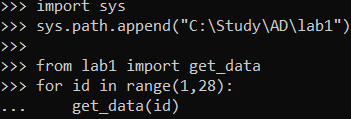 >>> import sys
>>> sys.path.append("C:\Study\AD\lab1")
>>>
>>> from lab1 import get_data
>>> for id in range(1,28):
...     get_data(id)